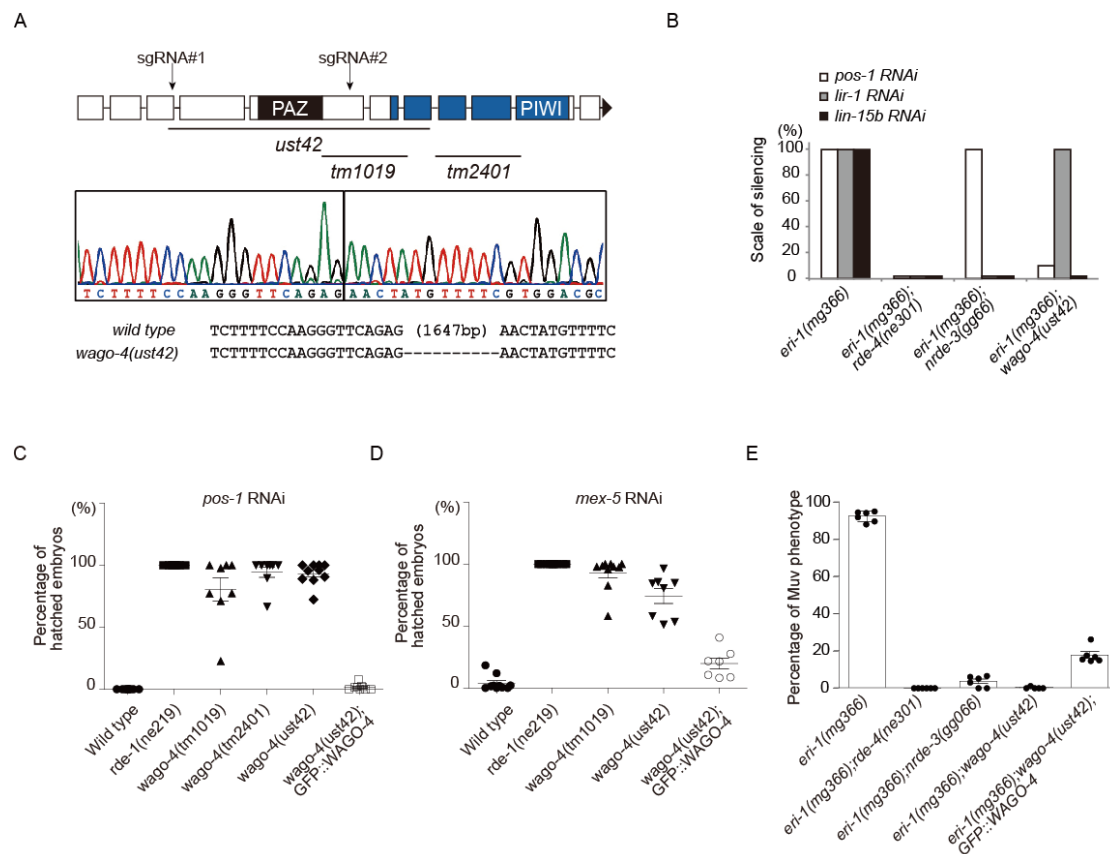 A
sgRNA#1
sgRNA#2
PAZ
PIWI
ust42
tm1019
tm2401
TCTTTTCCAAGGGTTCAGAGAACTATGTTTTCGTGGACGC
wild type TCTTTTCCAAGGGTTCAGAG (1647bp) AACTATGTTTTC
wago-4(ust42) TCTTTTCCAAGGGTTCAGAG----------AACTATGTTTTC
B
pos-1 RNAi
lir-1 RNAi
lin-15b RNAi
(%)
Scale of silencing
100
80
60
40
20
0
eri-1(mg366)
eri-1(mg366);
rde-4(ne301)
eri-1(mg366);
nrde-3(gg66)
eri-1(mg366);
wago-4(ust42)
C
pos-1 RNAi
(%)
Percentage of
hatched embryos
100
50
0
Wild type
rde-1(ne219)
wago-4(tm1019)
wago-4(tm2401)
wago-4(ust42)
wago-4(ust42);
GFP::WAGO-4
D
mex-5 RNAi
(%)
Percentage of
hatched embryos
100
50
0
Wild type
rde-1(ne219)
wago-4(tm1019)
wago-4(ust42)
wago-4(ust42);
GFP::WAGO-4
E
Percentage of Muv phenotype
100
80
60
40
20
0
eri-1(mg366)
eri-1(mg366);rde-4(ne301)
eri-1(mg366);nrde-3(gg066)
eri-1(mg366);wago-4(ust42)
eri-1(mg366);wago-4(ust42);
GFP::WAGO-4